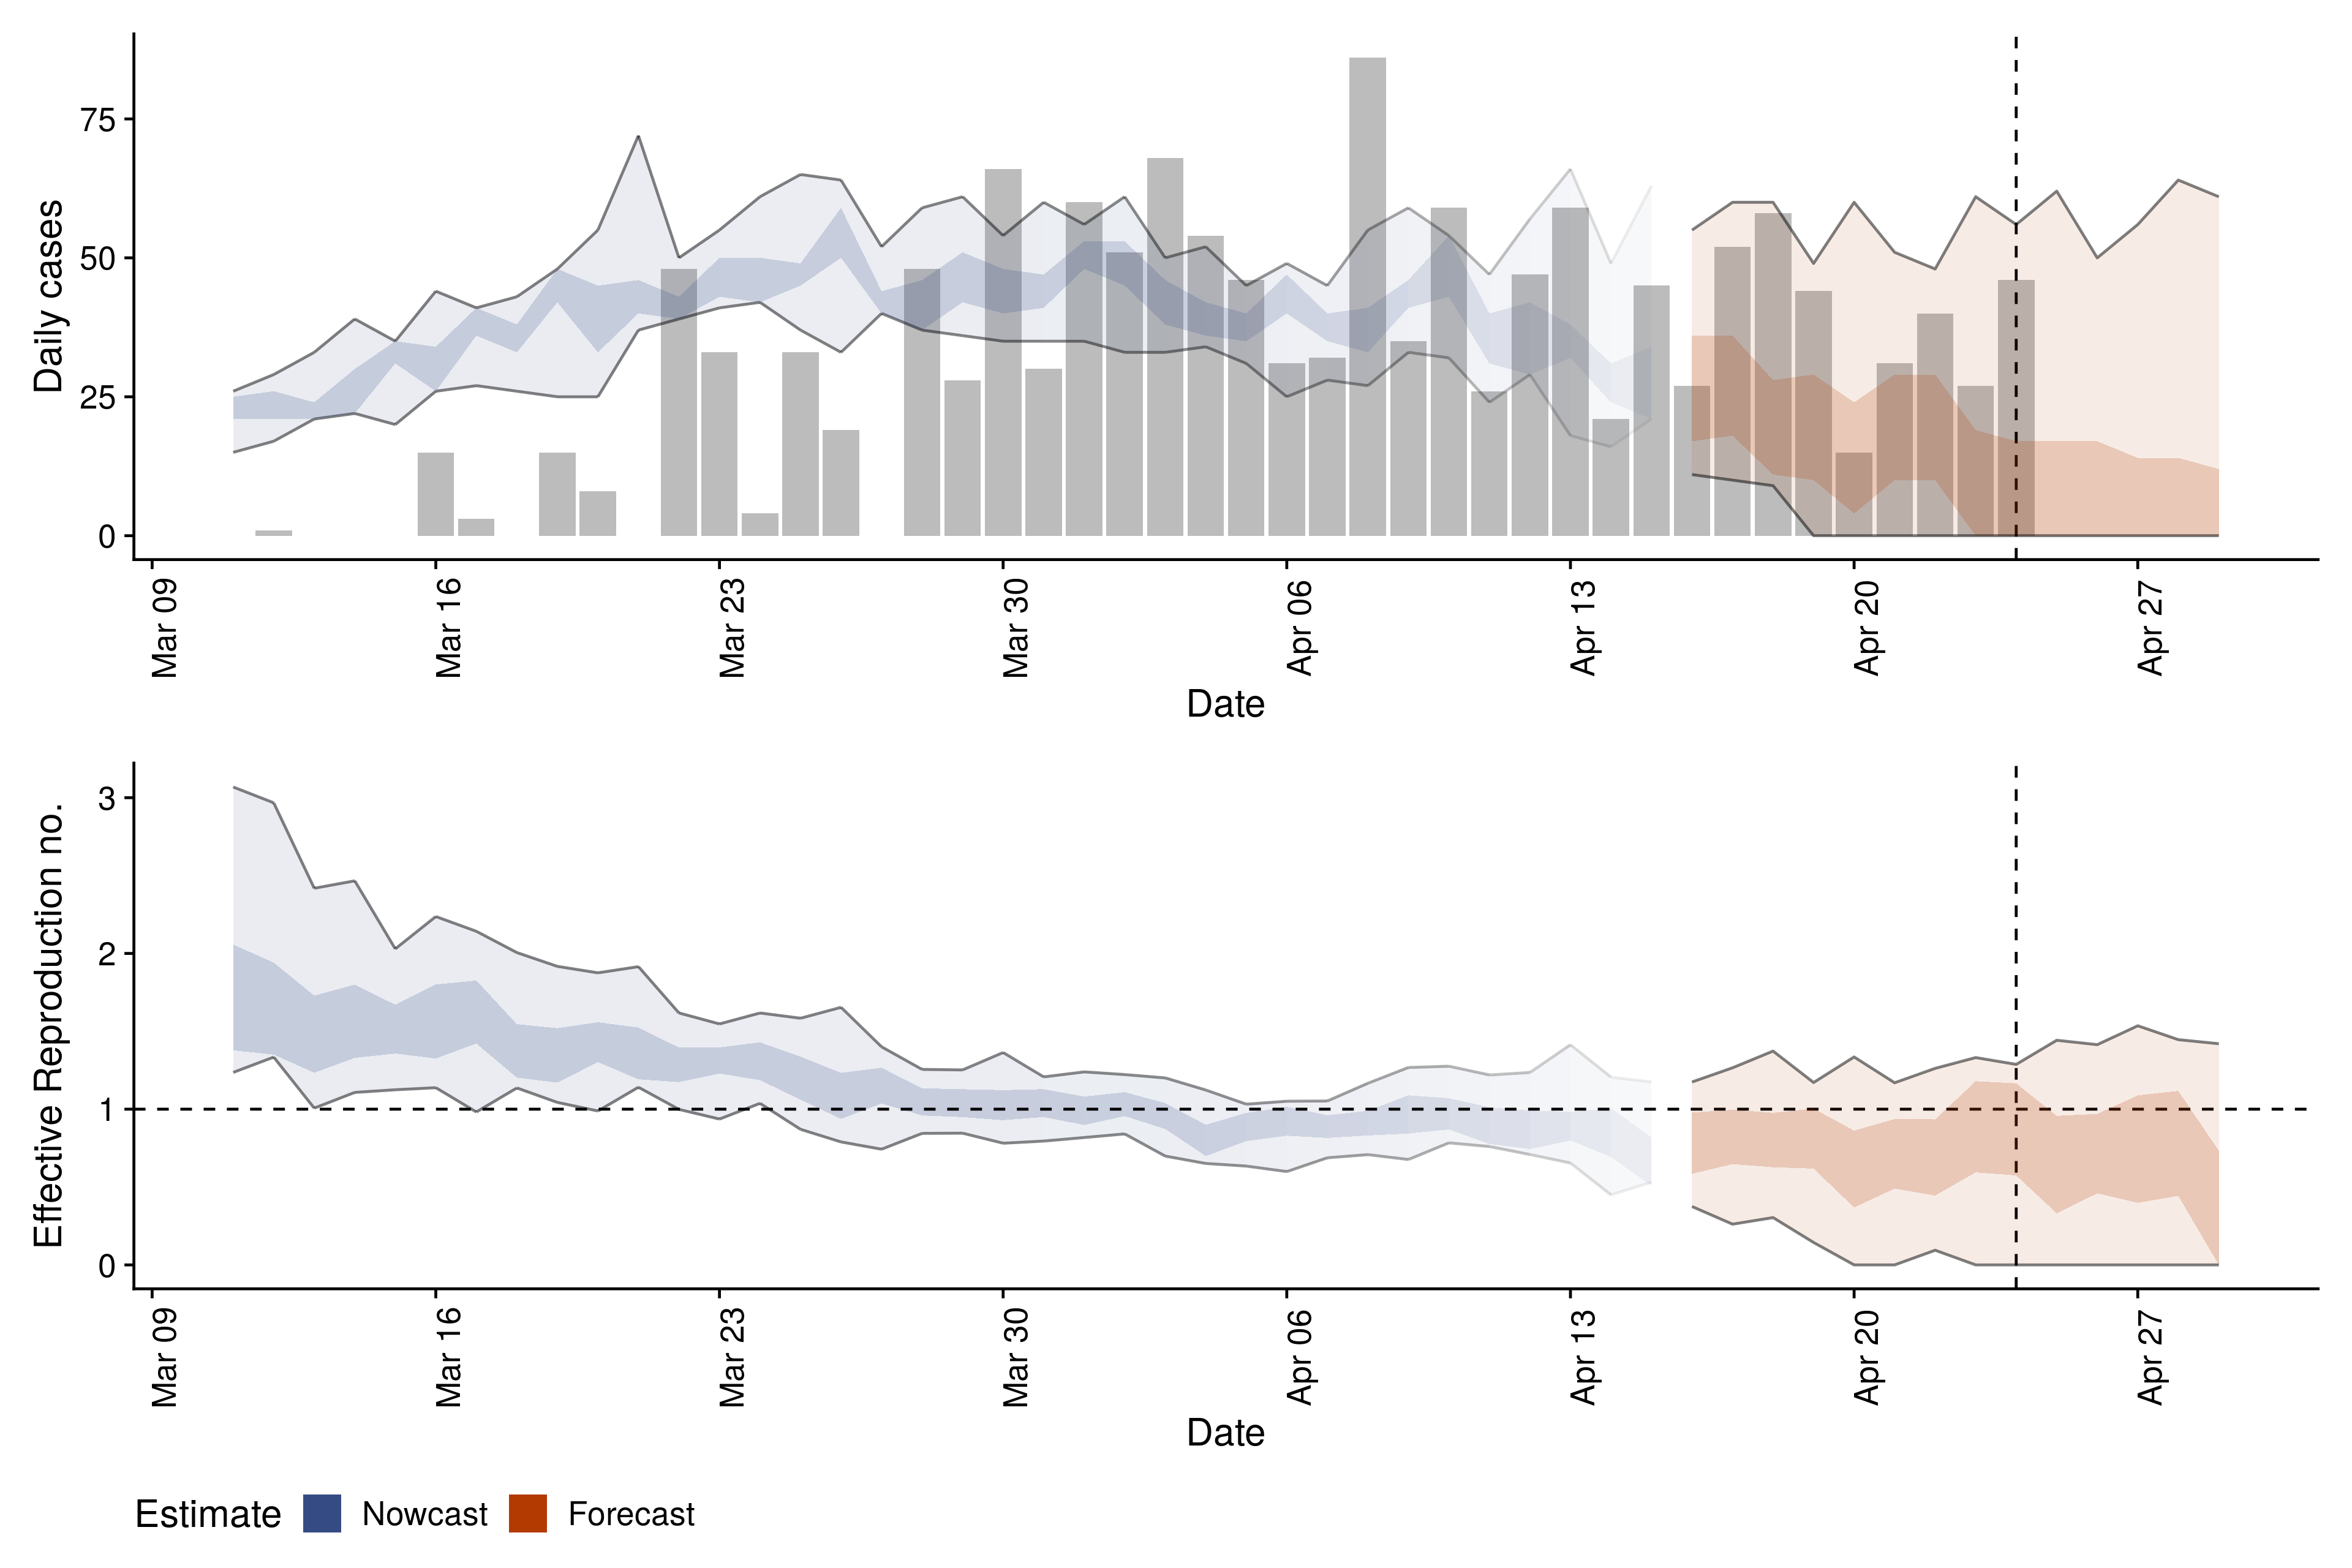 Daily cases
75
50
25
0
Mar 09
Mar 16
Mar 23
Mar 30
Apr 06
Apr 13
Apr 20
Apr 27
Date
Effective Reproduction no.
3
2
1
0
Mar 09
Mar 16
Mar 23
Mar 30
Apr 06
Apr 13
Apr 20
Apr 27
Date
Estimate Nowcast Forecast